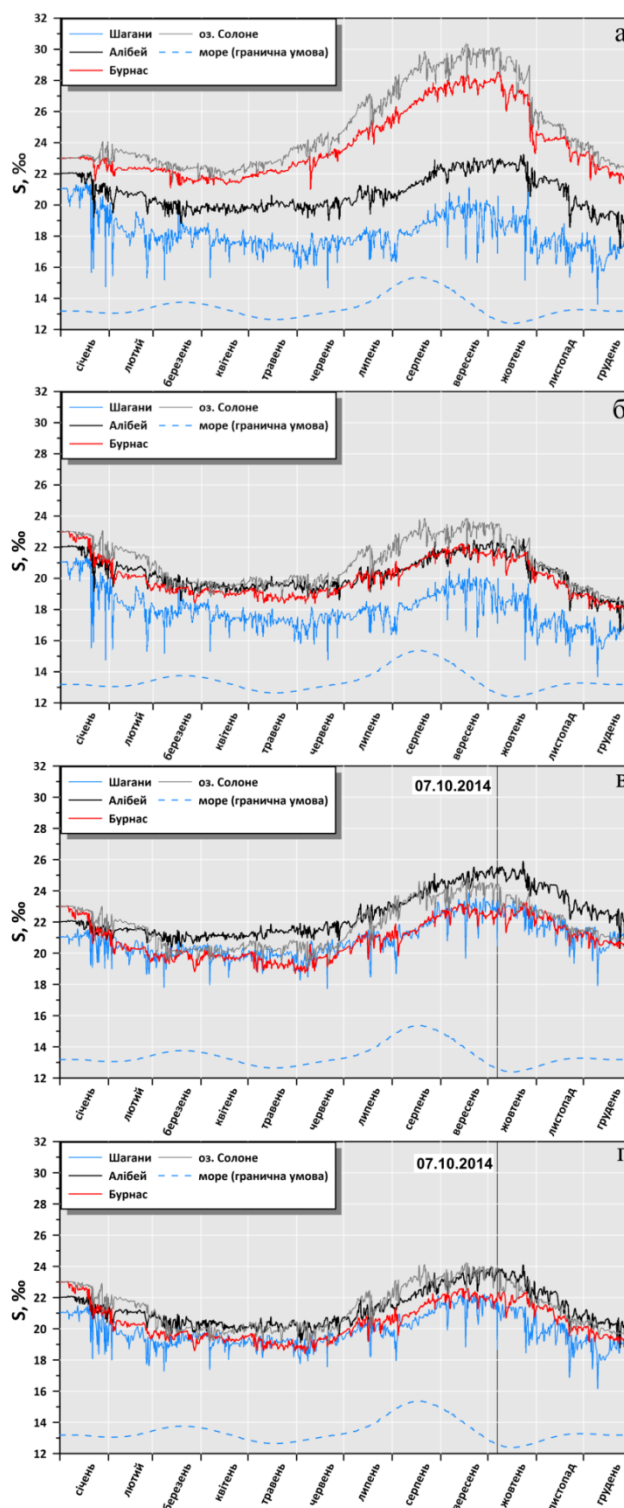 а
Шагани оз. Солоне
Алібей море (гранична умова)
Бурнас
S, ‰
32
30
28
26
24
22
20
18
16
14
12
січень лютий березень квітень травень червень липень серпень вересень жовтень листопад грудень
б
Шагани оз. Солоне
Алібей море (гранична умова)
Бурнас
S, ‰
32
30
28
26
24
22
20
18
16
14
12
січень лютий березень квітень травень червень липень серпень вересень жовтень листопад грудень
в
Шагани оз. Солоне
Алібей море (гранична умова)
Бурнас
07.10.2014
S, ‰
32
30
28
26
24
22
20
18
16
14
12
січень лютий березень квітень травень червень липень серпень вересень жовтень листопад грудень
г
Шагани оз. Солоне
Алібей море (гранична умова)
Бурнас
07.10.2014
S, ‰
32
30
28
26
24
22
20
18
16
14
12
січень лютий березень квітень травень червень липень серпень вересень жовтень листопад грудень